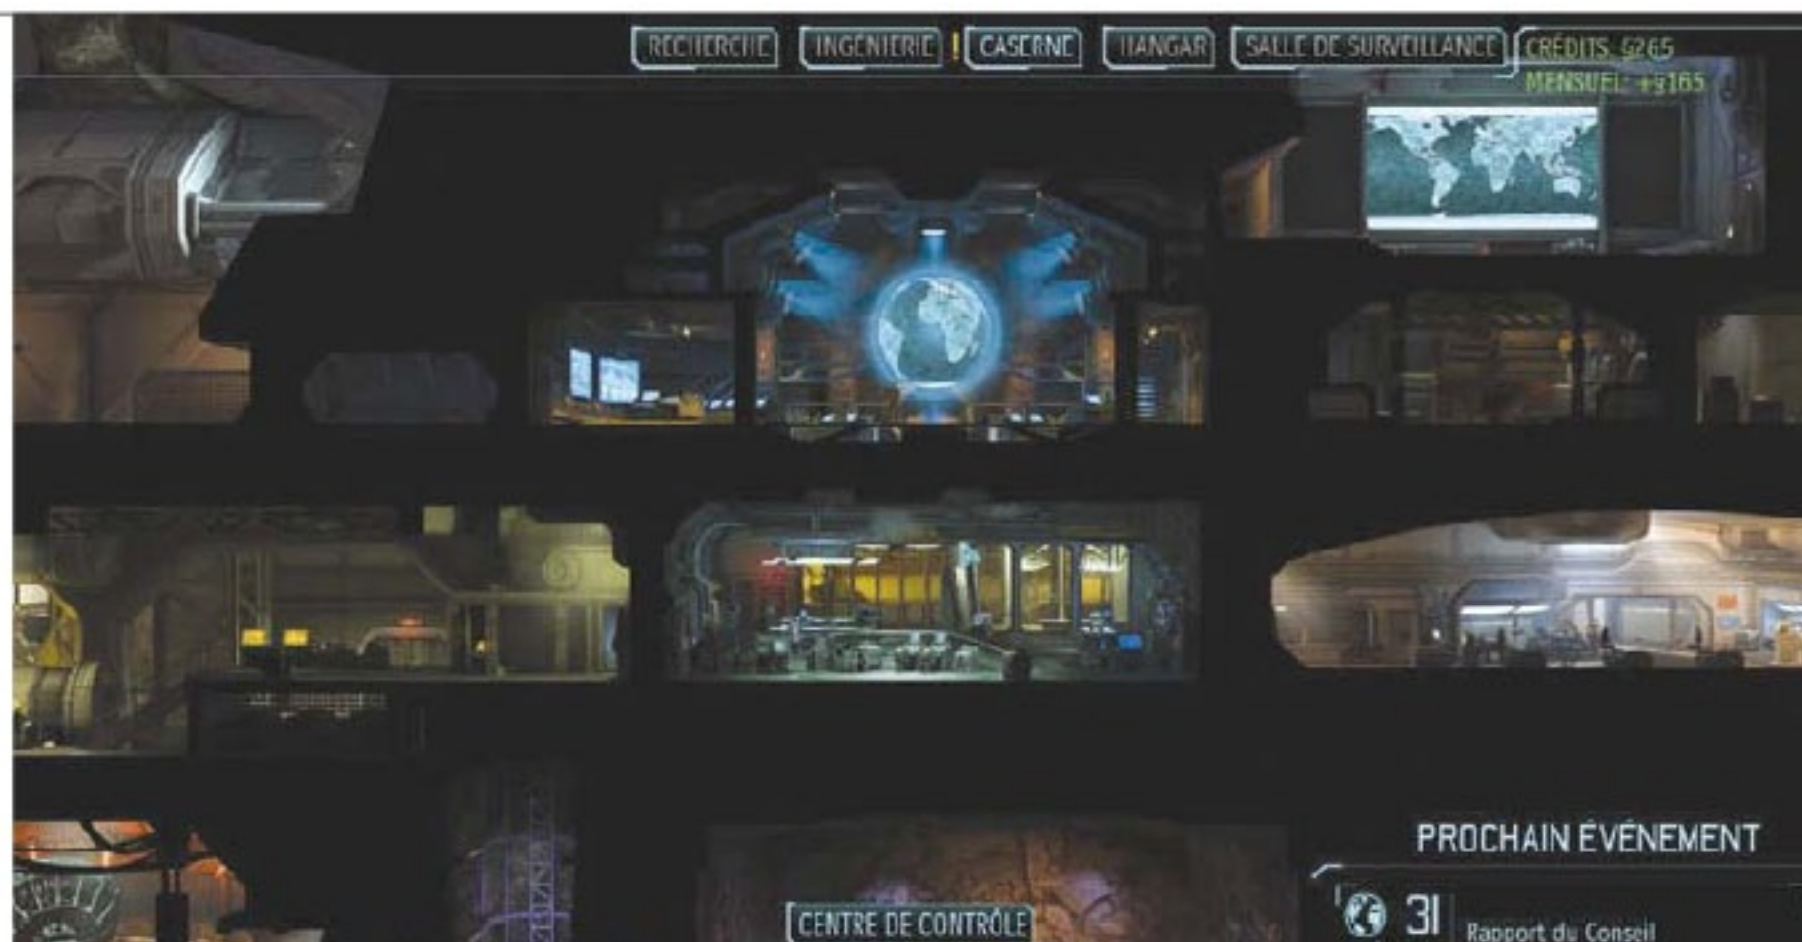 RECHERCHE
INGÉNIERIE
!
CASERNE
HANGAR
SALLE DE SURVEILLANCE
CRÉDITS: §265
MENSUEL: +§165
PROCHAIN ÉVÉNEMENT
31
Rapport du Conseil
CENTRE DE CONTRÔLE